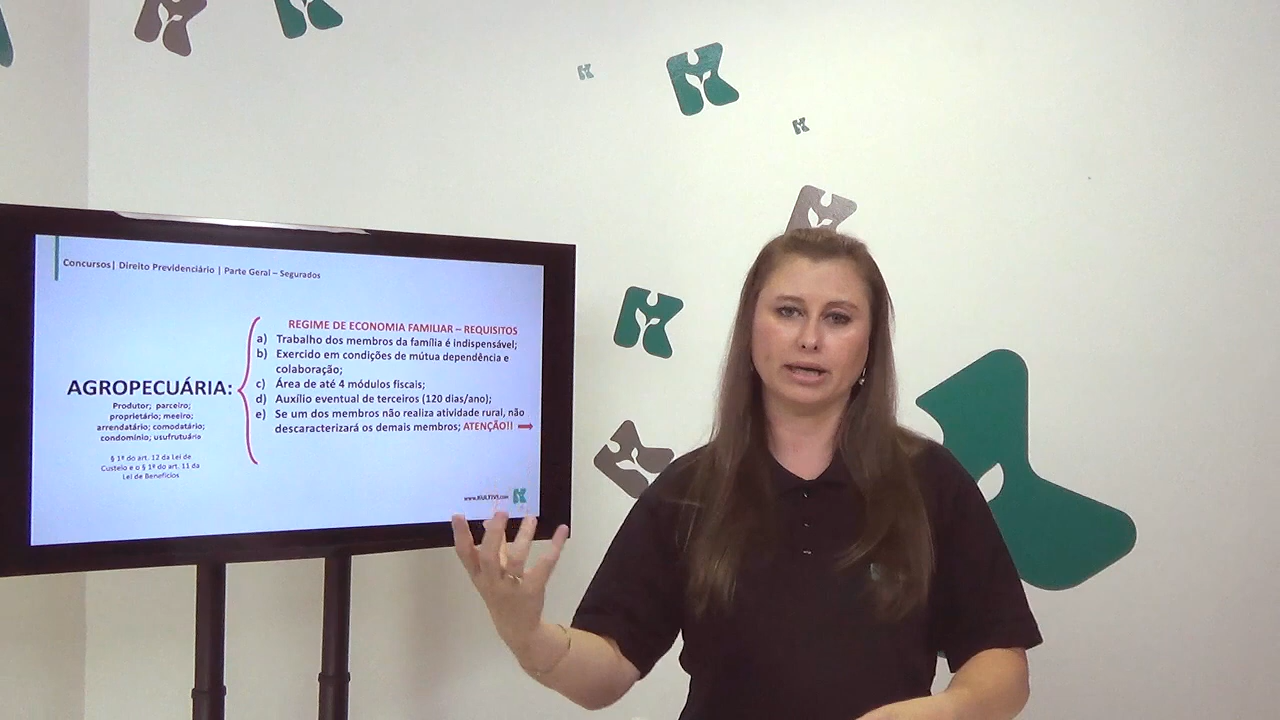 Concursos| Direito Previdenciário | Parte Geral – Segurados
REGIME DE ECONOMIA FAMILIAR – REQUISITOS
a) Trabalho dos membros da família é indispensável;
b) Exercido em condições de mútua dependência e
colaboração;
c) Área de até 4 módulos fiscais;
d) Auxílio eventual de terceiros (120 dias/ano);
e) Se um dos membros não realiza atividade rural, não
descaracterizará os demais membros; ATENÇÃO!!
AGROPECUÁRIA:
Produtor; parceiro;
proprietário; meeiro;
arrendatário; comodatário;
condomínio; usufrutuário
§ 1º do art. 12 da Lei de
Custeio e o § 1º do art. 11 da
Lei de Benefícios
www.KULTIVI.com